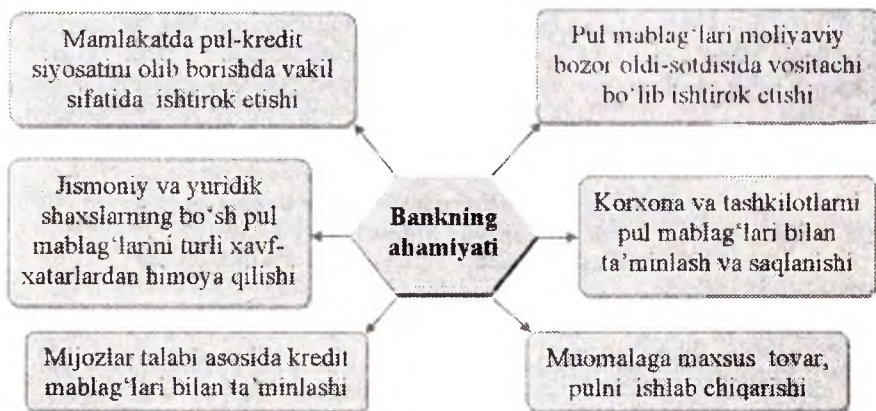 Mamlakatda pul-kredit
siyosatini olib borishda vakil
sifatida ishtirok etishi
Pul mablag‘lari moliyaviy
bozor oldi-sotdisida vositachi
bo‘lib ishtirok etishi
Jismoniy va yuridik
shaxslarning bo‘sh pul
mablag‘larini turli xavf-
xatarlardan himoya qilishi
Bankning
ahamiyati
Korxona va tashkilotlarni
pul mablag‘lari bilan
ta’minlash va saqlanishi
Mijozlar talabi asosida kredit
mablag‘lari bilan ta’minlashi
Muomalaga maxsus tovar,
pulni ishlab chiqarishi